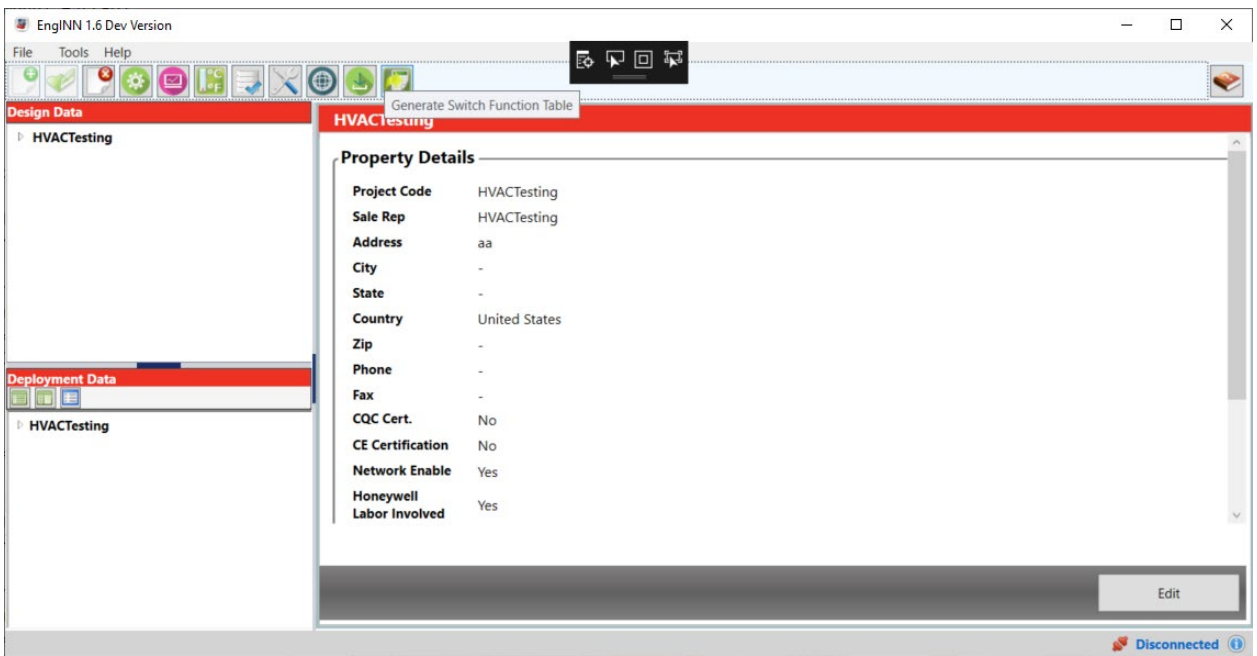 EngINN 1.6 Dev Version
File Tools Help
Generate Switch Function Table
Design Data
HVACTesting
Deployment Data
HVACTesting
HVACTesting
Property Details
Project Code HVACTesting
Sale Rep HVACTesting
Address aa
City -
State -
Country United States
Zip -
Phone -
Fax -
CQC Cert. No
CE Certification No
Network Enable Yes
Honeywell
Labor Involved Yes
Edit
Disconnected